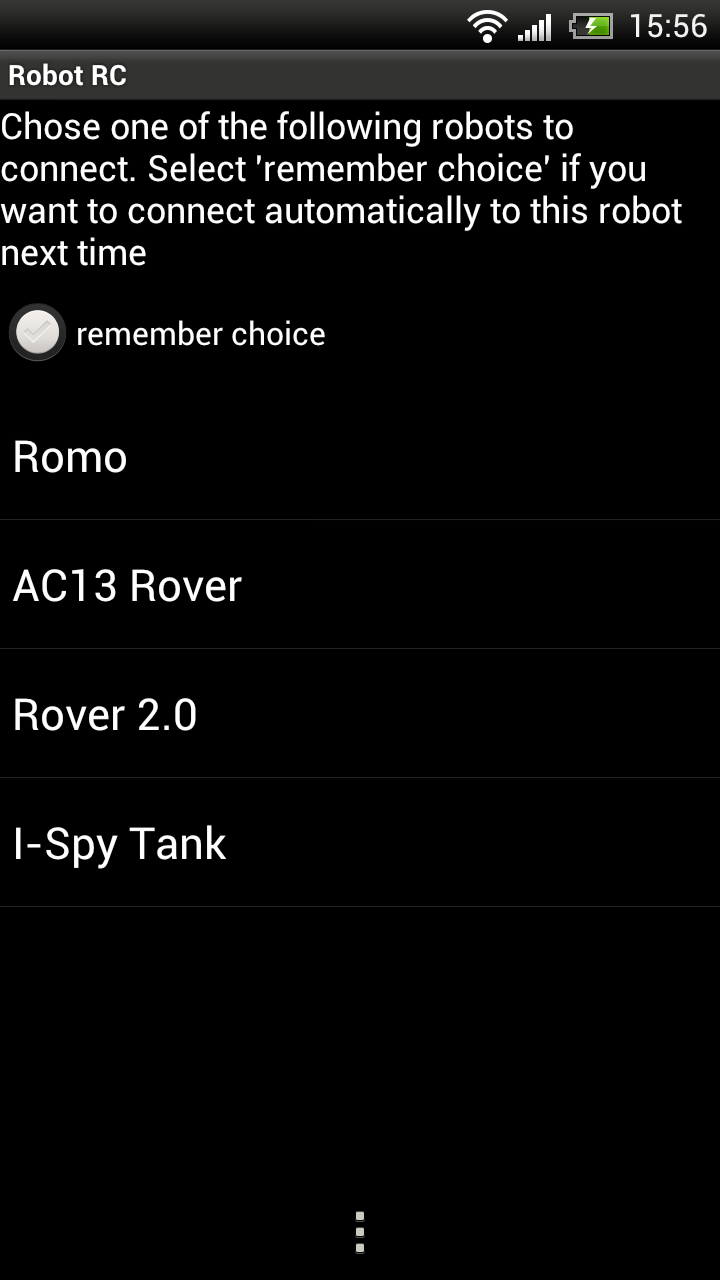 15:56
Robot RC
Chose one of the following robots to
connect. Select 'remember choice' if you
want to connect automatically to this robot
next time
remember choice
Romo
AC13 Rover
Rover 2.0
I-Spy Tank